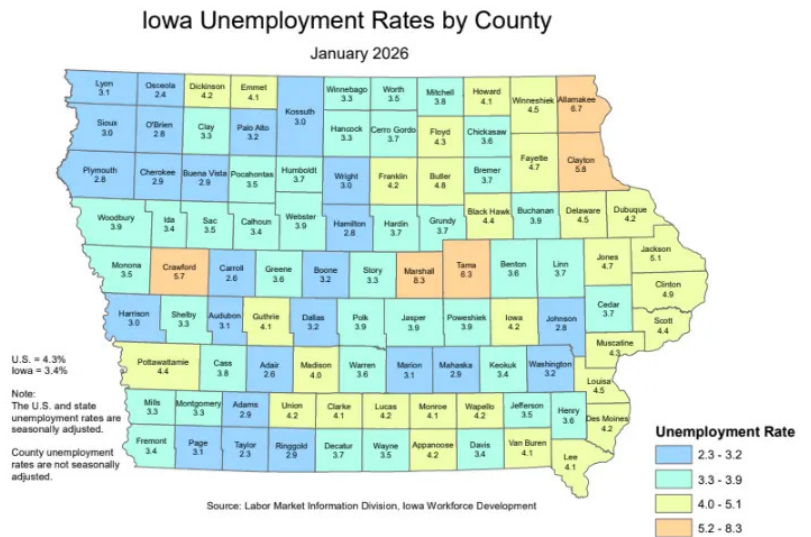 Iowa Unemployment Rates by County
January 2026
Lyon
3.1
Osceola
2.4
Dickinson
4.2
Emmet
4.1
Kossuth
3.0
Winnebago
3.3
Worth
3.5
Mitchell
3.8
Howard
4.1
Winneshiek
4.5
Allamakee
6.7
Sioux
3.0
O'Brien
2.8
Clay
3.3
Palo Alto
3.2
Hancock
3.3
Cerro Gordo
3.7
Floyd
4.3
Chickasaw
3.6
Fayette
4.7
Clayton
5.8
Plymouth
2.8
Cherokee
2.9
Buena Vista
2.9
Pocahontas
3.5
Humboldt
3.7
Wright
3.0
Franklin
4.2
Butler
4.8
Bremer
3.7
Woodbury
3.9
Ida
3.4
Sac
3.5
Calhoun
3.4
Webster
3.9
Hamilton
2.8
Hardin
3.7
Grundy
3.7
Black Hawk
4.4
Buchanan
3.9
Delaware
4.5
Dubuque
4.2
Monona
3.5
Crawford
5.7
Carroll
2.6
Greene
3.6
Boone
3.2
Story
3.3
Marshall
8.3
Tama
6.3
Benton
3.6
Linn
3.7
Jones
4.7
Jackson
5.1
Clinton
4.9
Harrison
3.0
Shelby
3.3
Audubon
3.1
Guthrie
4.1
Dallas
3.2
Polk
3.9
Jasper
3.9
Poweshiek
3.9
Iowa
4.2
Johnson
2.8
Cedar
3.7
Scott
4.4
Muscatine
4.3
Pottawattamie
4.4
Cass
3.8
Adair
2.6
Madison
4.0
Warren
3.6
Marion
3.1
Mahaska
2.9
Keokuk
3.4
Washington
3.2
Louisa
4.5
Mills
3.3
Montgomery
3.3
Adams
2.9
Union
4.2
Clarke
4.1
Lucas
4.2
Monroe
4.1
Wapello
4.2
Jefferson
3.5
Henry
3.6
Des Moines
4.2
Fremont
3.4
Page
3.1
Taylor
2.3
Ringgold
2.9
Decatur
3.7
Wayne
3.5
Appanoose
4.2
Davis
3.4
Van Buren
4.1
Lee
4.1
U.S. = 4.3%
Iowa = 3.4%
Note:
The U.S. and state
unemployment rates are
seasonally adjusted.
County unemployment
rates are not seasonally
adjusted.
Unemployment Rate
2.3 - 3.2
3.3 - 3.9
4.0 - 5.1
5.2 - 8.3
Source: Labor Market Information Division, Iowa Workforce Development